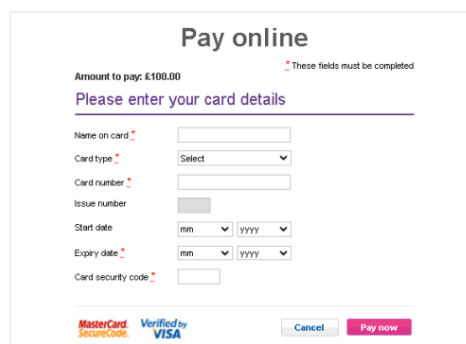 Pay online
* These fields must be completed
Amount to pay: £100.00
Please enter your card details
Name on card *
Card type * Select
Card number *
Issue number
Start date mm yyyy
Expiry date * mm yyyy
Card security code *
MasterCard. SecureCode. Verified by VISA Cancel Pay now